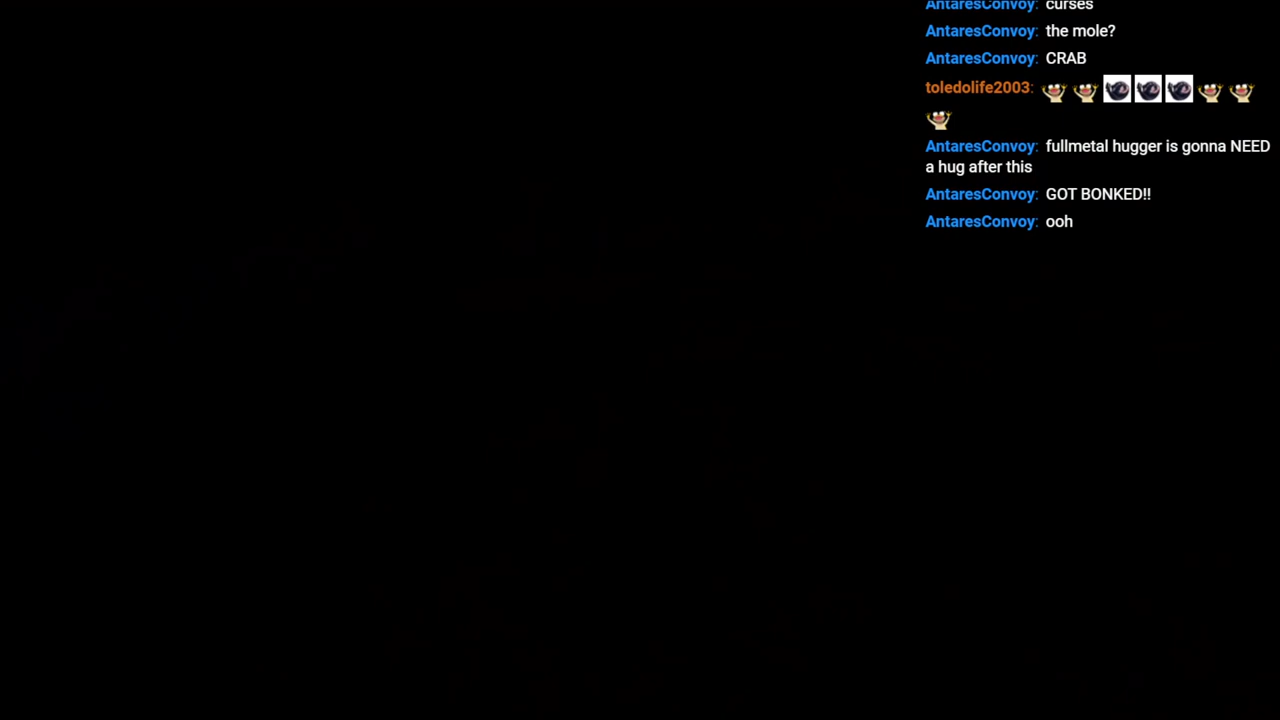 AntaresConvoy: curses
AntaresConvoy: the mole?
AntaresConvoy: CRAB
toledolife2003:
AntaresConvoy: fullmetal hugger is gonna NEED
a hug after this
AntaresConvoy: GOT BONKED!!
AntaresConvoy: ooh